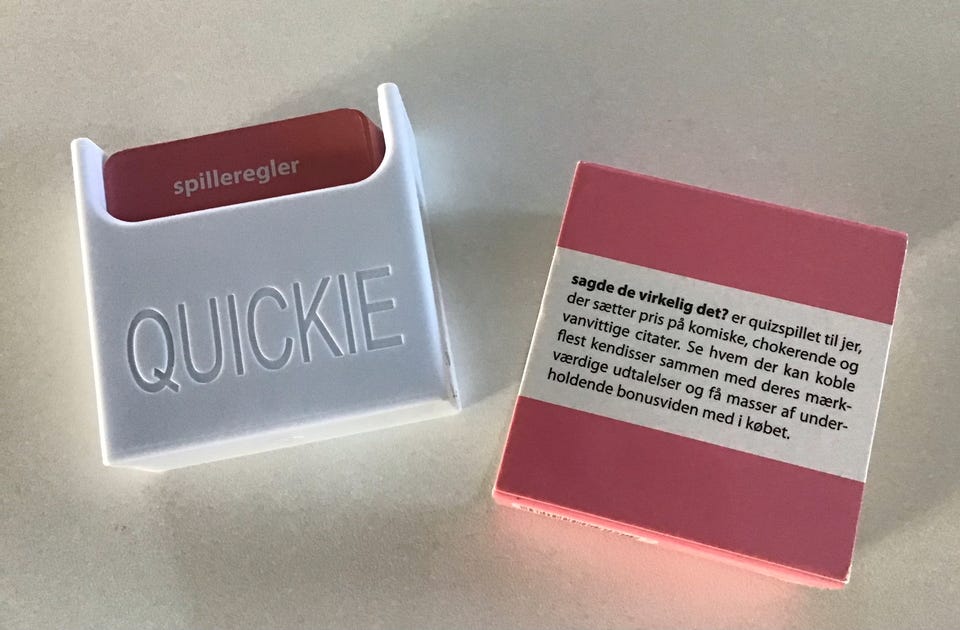 spilleregler
QUICKIE
sagde de virkelig det? er quizspillet til jer,
der sætter pris på komiske, chokerende og
vanvittige citater. Se hvem der kan koble
flest kendisser sammen med deres mærk-
værdige udtalelser og få masser af under-
holdende bonusviden med i købet.